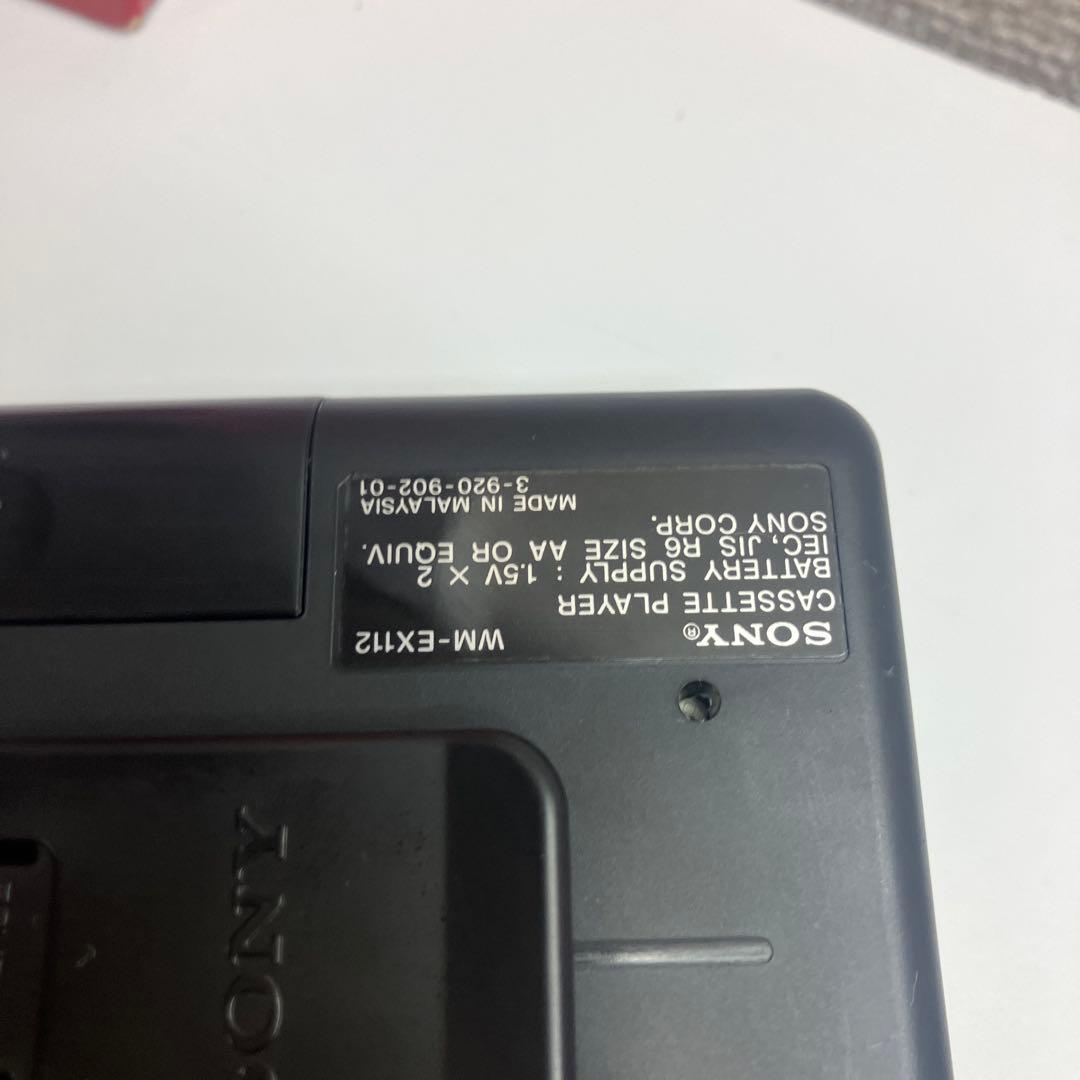 SONY® WM-EX112
CASSETTE PLAYER
BATTERY SUPPLY : 1.5V × 2
IEC, JIS R6 SIZE AA OR EQUIV.
SONY CORP.
MADE IN MALAYSIA
3-920-902-01
SONY